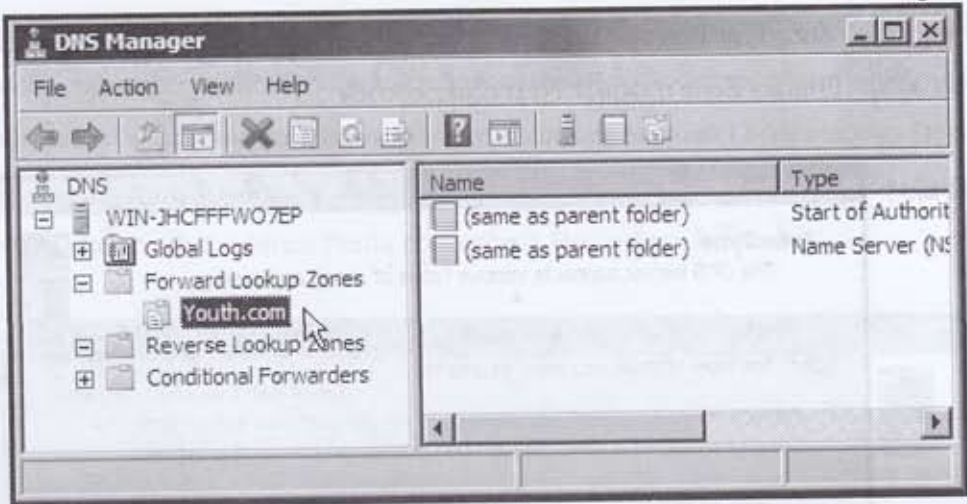 DNS Manager
File Action View Help
DNS
WIN-JHCFFFWO7EP
Global Logs
Forward Lookup Zones
Youth.com
Reverse Lookup Zones
Conditional Forwarders
Name Type
(same as parent folder) Start of Authorit
(same as parent folder) Name Server (NS